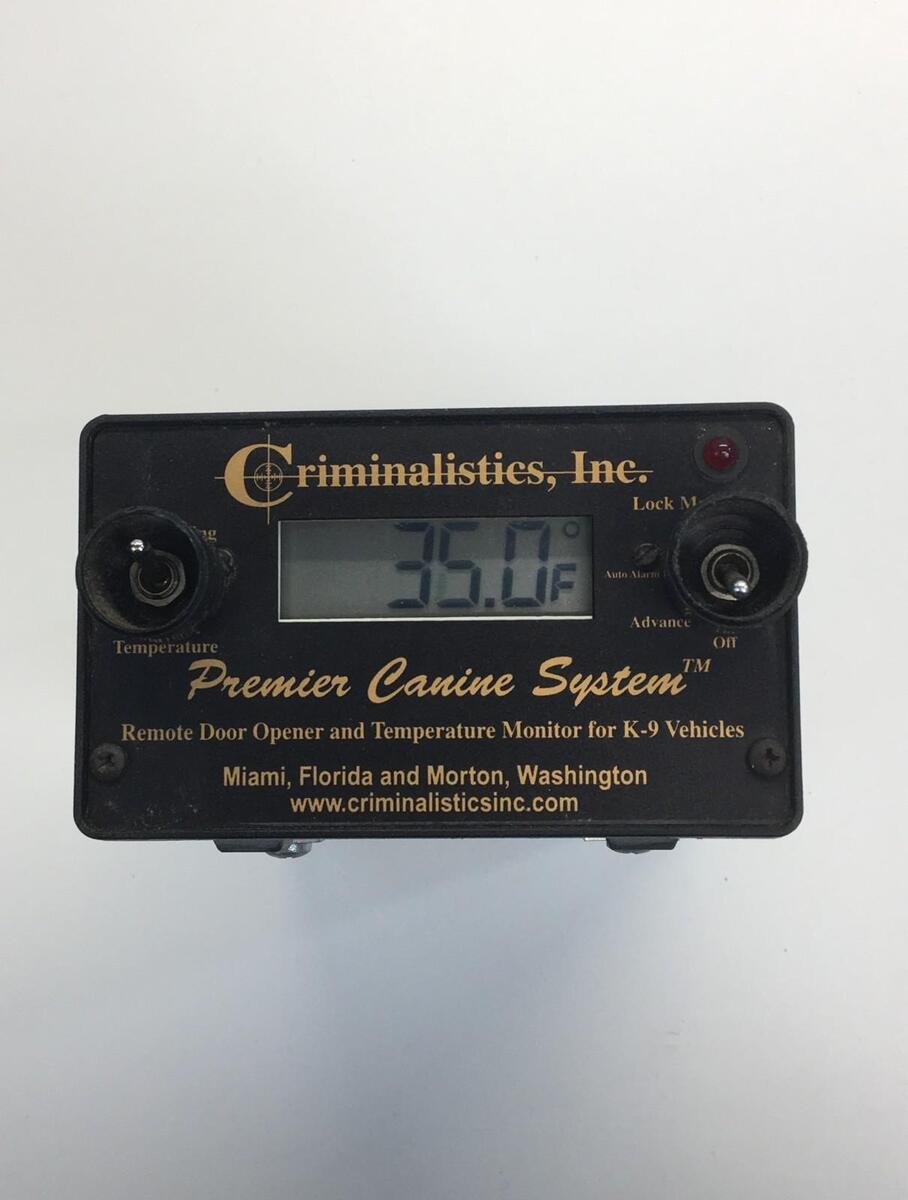 Criminalistics, Inc.
Lock
35.0°F
Auto Alarm
Advance
Off
Temperature
Premier Canine System™
Remote Door Opener and Temperature Monitor for K-9 Vehicles
Miami, Florida and Morton, Washington
www.criminalisticsinc.com